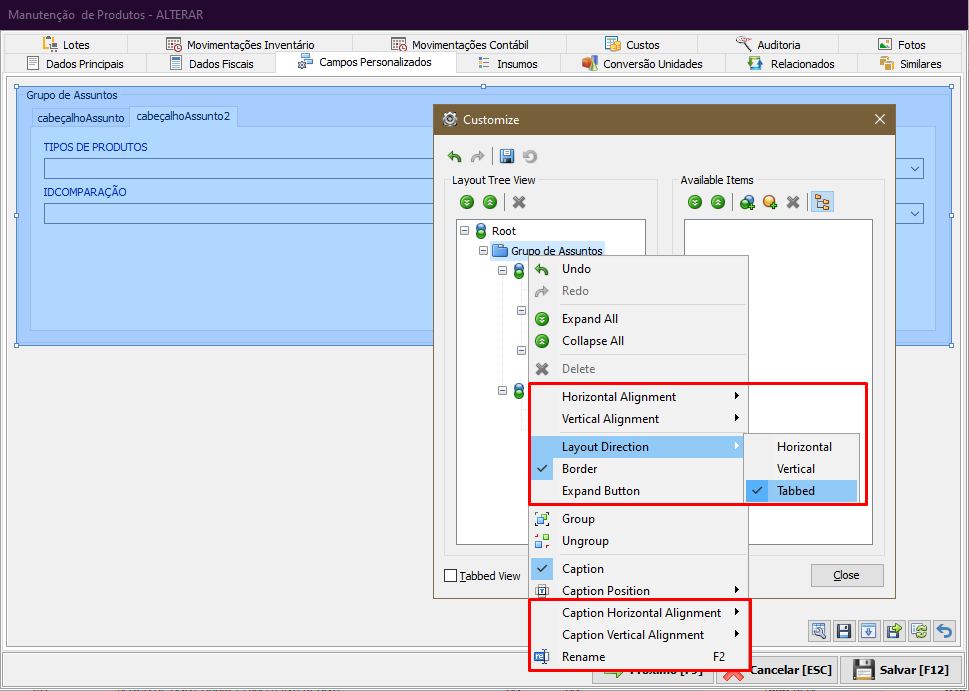 Manutenção de Produtos - ALTERAR
Lotes
Movimentações Inventário
Movimentações Contábil
Custos
Auditoria
Fotos
Dados Principais
Dados Fiscais
Campos Personalizados
Insumos
Conversão Unidades
Relacionados
Similares
Grupo de Assuntos
cabeçalhoAssunto
cabeçalhoAssunto2
TIPOS DE PRODUTOS
IDCOMPARAÇÃO
Customize
Layout Tree View
Available Items
Root
Grupo de Assuntos
Undo
Redo
Expand All
Collapse All
Delete
Horizontal Alignment
Vertical Alignment
Layout Direction
Horizontal
Border
Vertical
Expand Button
Tabbed
Group
Ungroup
Caption
Tabbed View
Close
Caption Position
Caption Horizontal Alignment
Caption Vertical Alignment
Rename F2
Cancelar [ESC]
Salvar [F12]